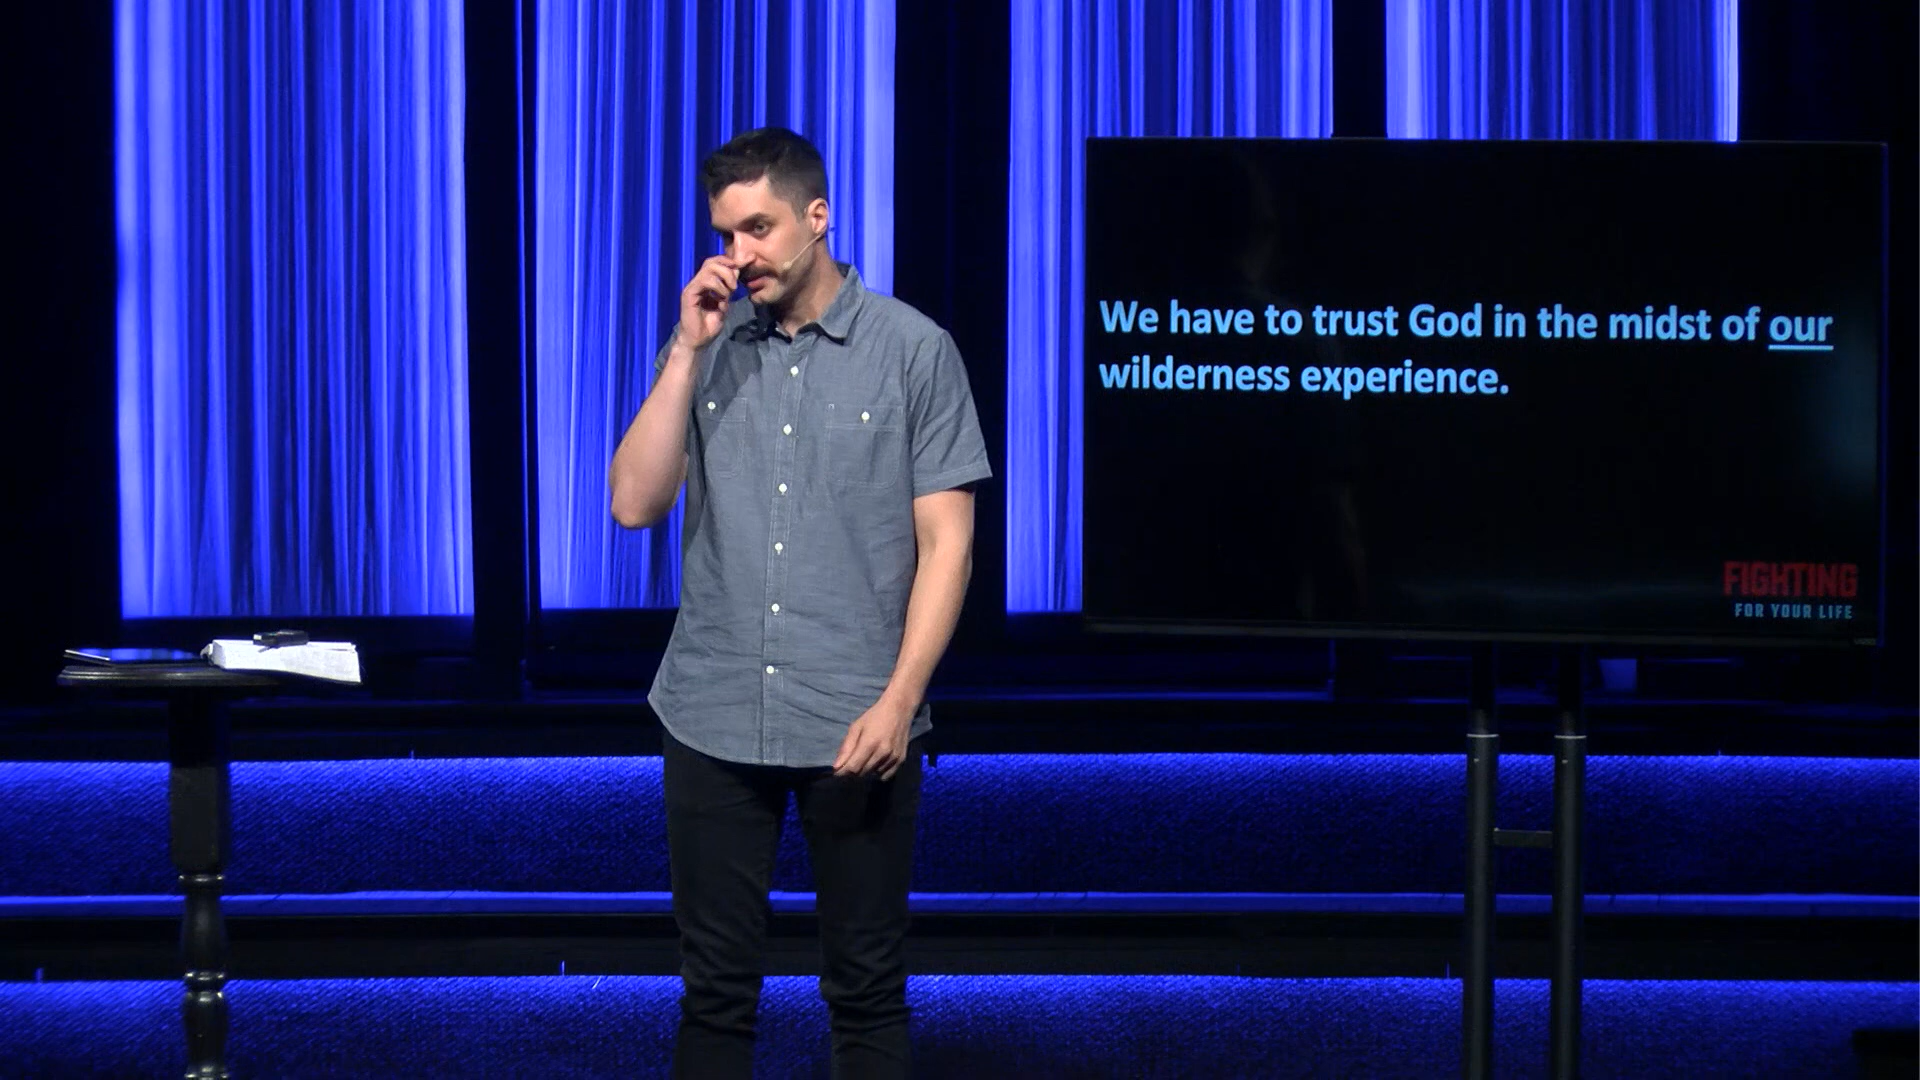 We have to trust God in the midst of our
wilderness experience.
FIGHTING
FOR YOUR LIFE